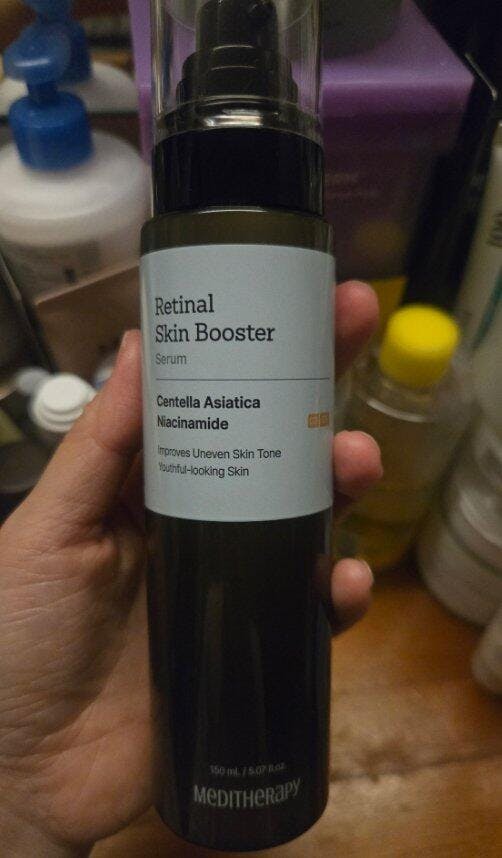 Retinal
Skin Booster
Serum
Centella Asiatica
Niacinamide
Improves Uneven Skin Tone
Youthful-looking Skin
150 mL / 5.07 fl.oz
MEDITHERAPY